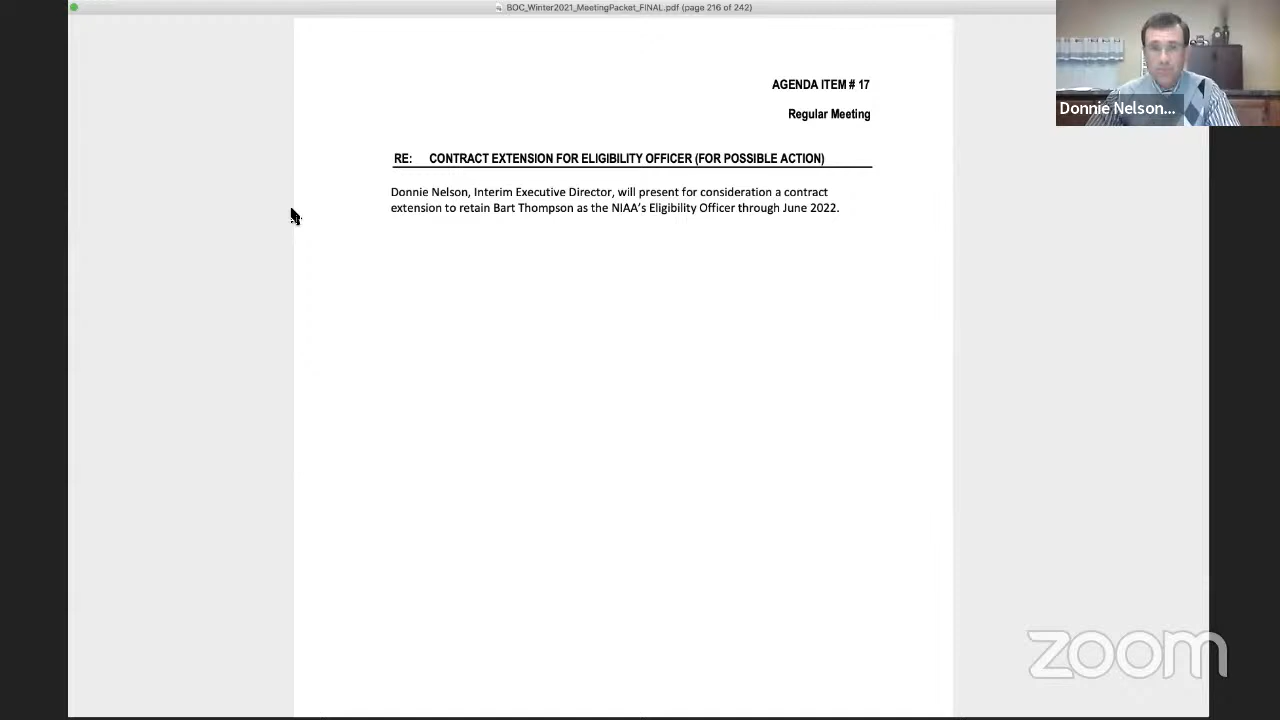 BOC_Winter2021_MeetingPacket_FINAL.pdf (page 216 of 242)
Donnie Nelson...
AGENDA ITEM # 17
Regular Meeting
RE: CONTRACT EXTENSION FOR ELIGIBILITY OFFICER (FOR POSSIBLE ACTION)
Donnie Nelson, Interim Executive Director, will present for consideration a contract
extension to retain Bart Thompson as the NIAA's Eligibility Officer through June 2022.
zoom